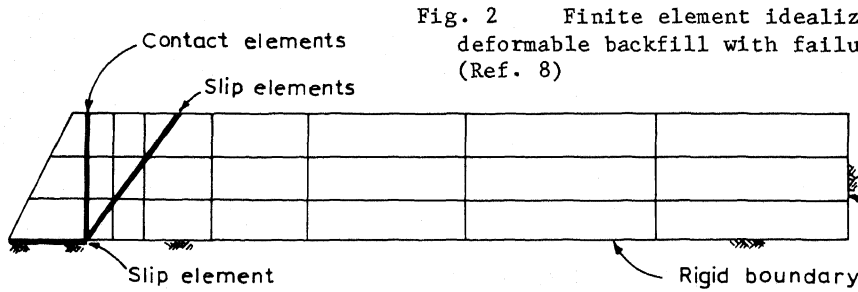 Fig. 2 Finite element idealiz
deformable backfill with failu
(Ref. 8)
Contact elements
Slip elements
Slip element
Rigid boundary